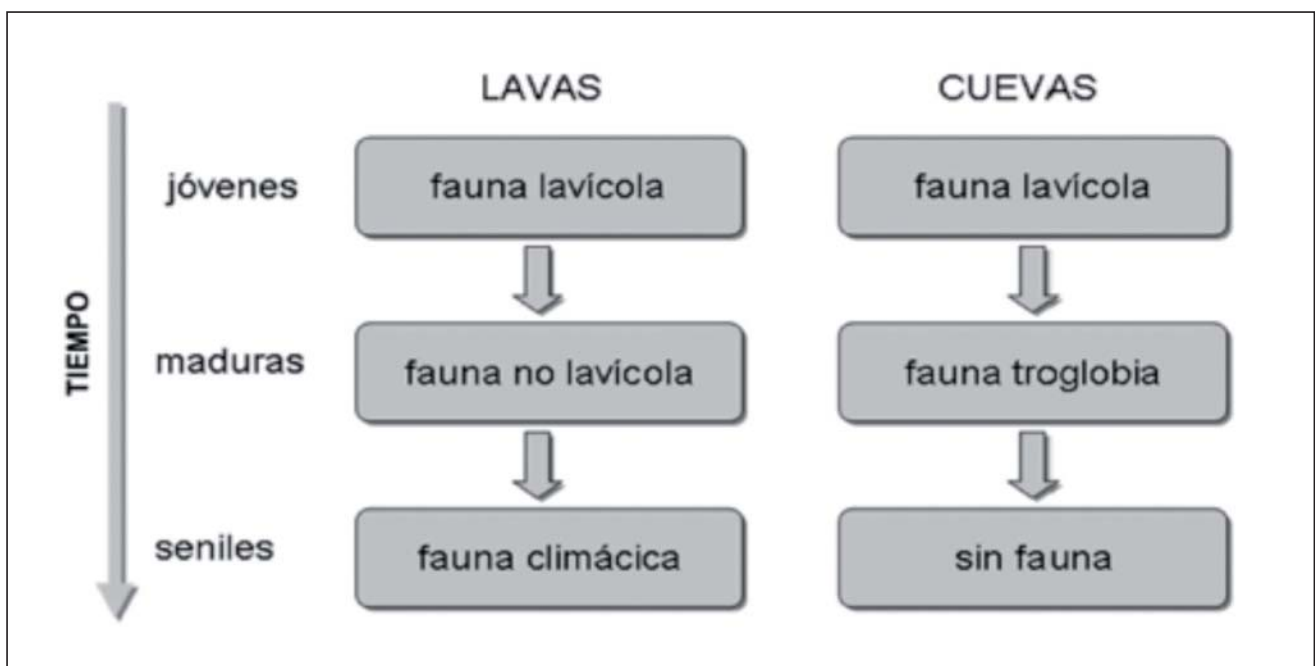 LAVAS CUEVAS
jóvenes fauna lavícola fauna lavícola
TIEMPO
maduras fauna no lavícola fauna troglobia
seniles fauna climácica sin fauna